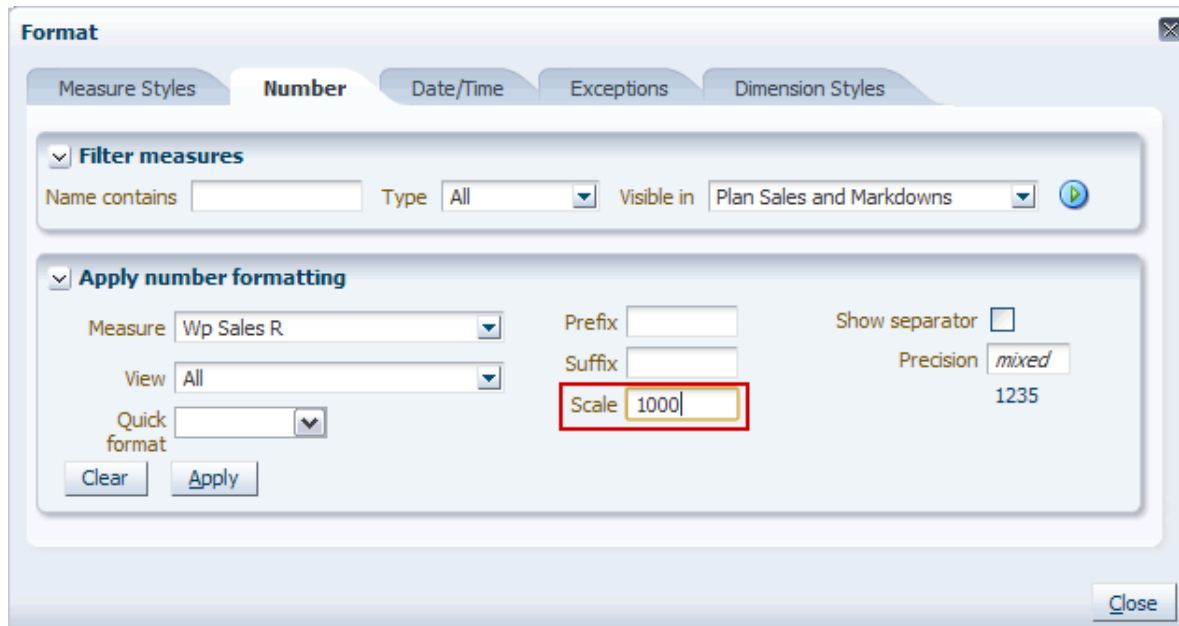 Format
Measure Styles Number Date/Time Exceptions Dimension Styles
Filter measures
Name contains Type All Visible in Plan Sales and Markdowns
Apply number formatting
Measure Wp Sales R Prefix Show separator
View All Suffix Precision mixed
Scale 1000 1235
Quick
format
Clear Apply
Close